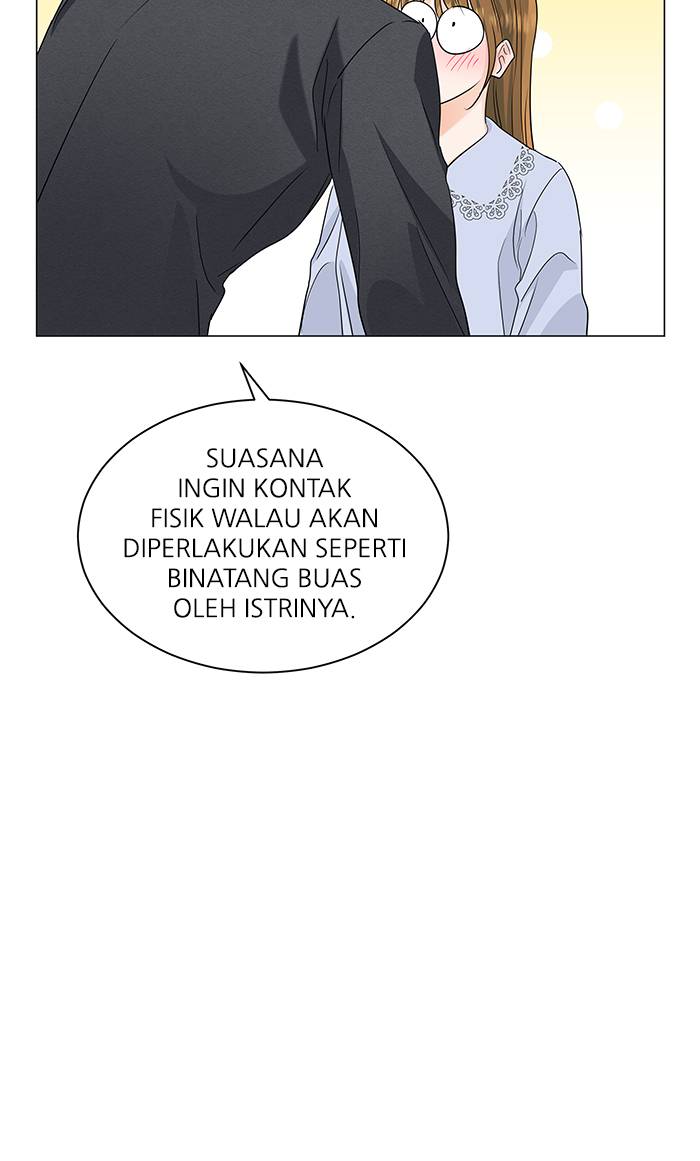 SUASANA
INGIN KONTAK
FISIK WALAU AKAN
DIPERLAKUKAN SEPERTI
BINATANG BUAS
OLEH ISTRINYA.